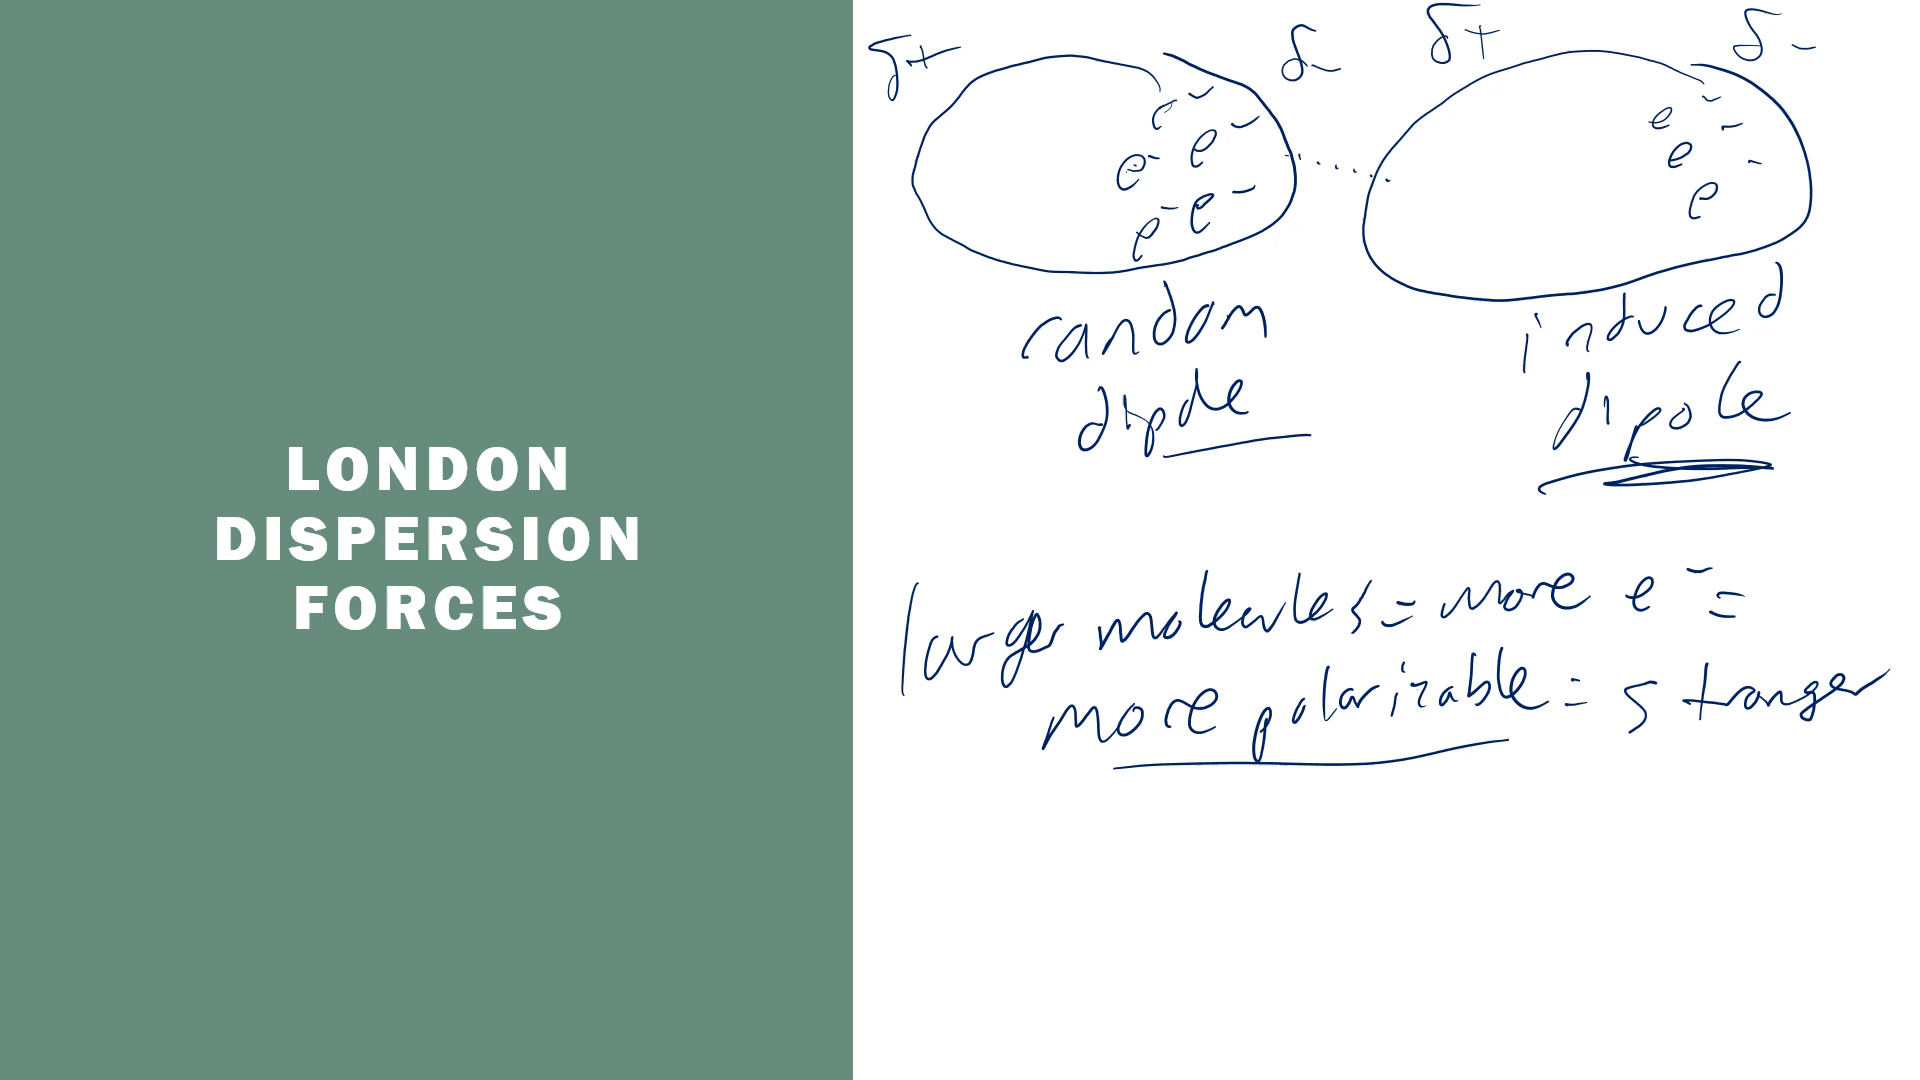 LONDON
DISPERSION
FORCES
δ+ δ- δ+ δ-
e- e- e- e- e-
e- e- e-
random
dipole
induced
dipole
larger molecules = more e- =
more polarizable = stronger